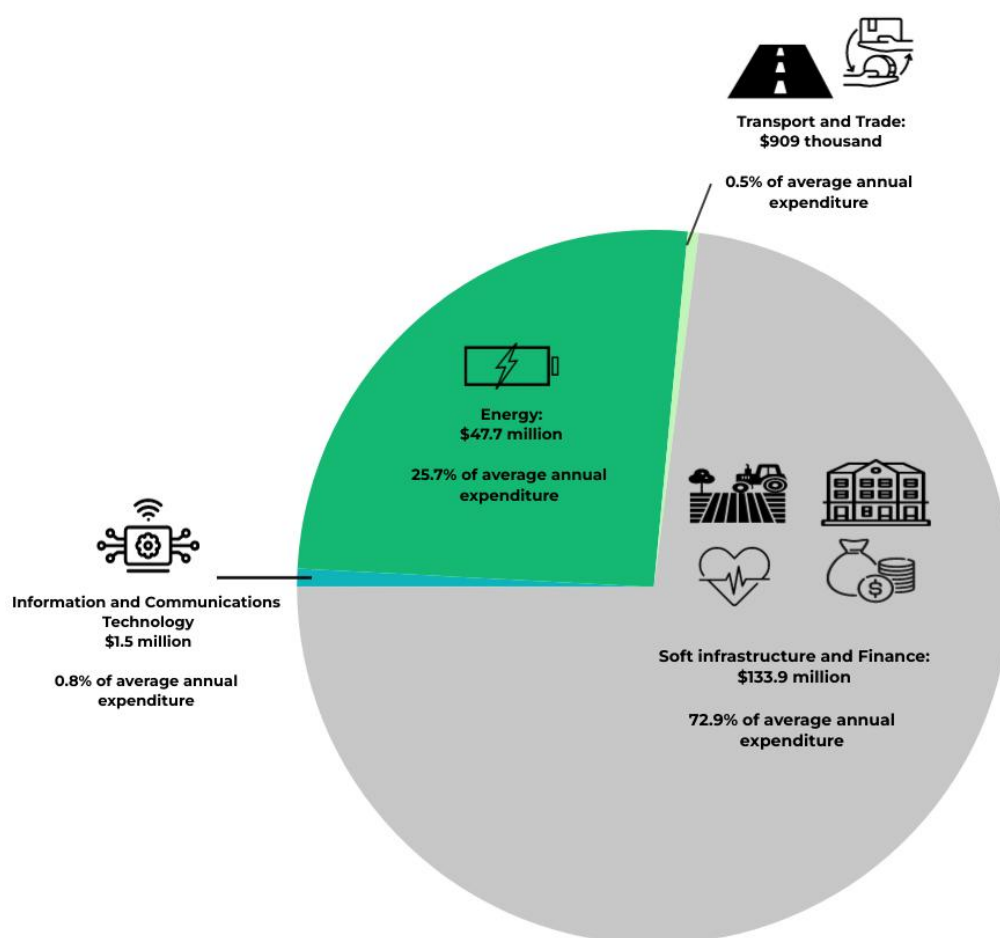 Transport and Trade:
$909 thousand
0.5% of average annual
expenditure
Energy:
$47.7 million
25.7% of average annual
expenditure
Information and Communications
Technology
$1.5 million
0.8% of average annual
expenditure
Soft infrastructure and Finance:
$133.9 million
72.9% of average annual
expenditure